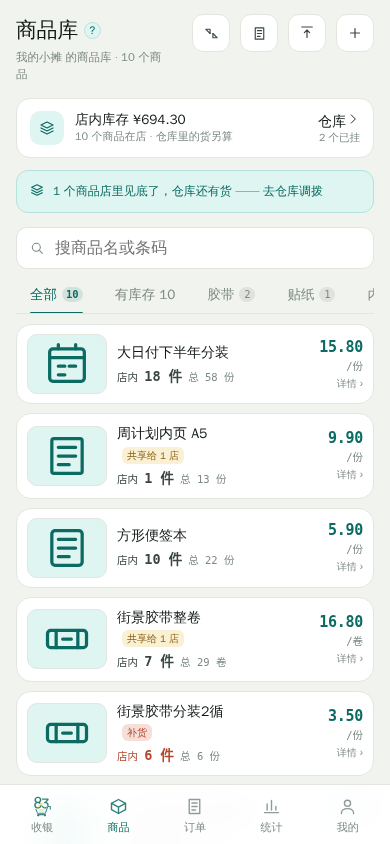 商品库 ?
我的小摊 的商品库 · 10 个商
品
店内库存 ¥694.30
10 个商品在店 · 仓库里的货另算
仓库
2 个已挂
1 个商品店里见底了，仓库还有货 —— 去仓库调拨
搜商品名或条码
全部 10 有库存 10 胶带 2 贴纸 1
大日付下半年分装
店内 18 件 总 58 份
15.80
/份
详情 ›
周计划内页 A5
共享给 1 店
店内 1 件 总 13 份
9.90
/份
详情 ›
方形便签本
店内 10 件 总 22 份
5.90
/份
详情 ›
街景胶带整卷
共享给 1 店
店内 7 件 总 29 卷
16.80
/卷
详情 ›
街景胶带分装2循
补货
店内 6 件 总 6 份
3.50
/份
详情 ›
收银 商品 订单 统计 我的